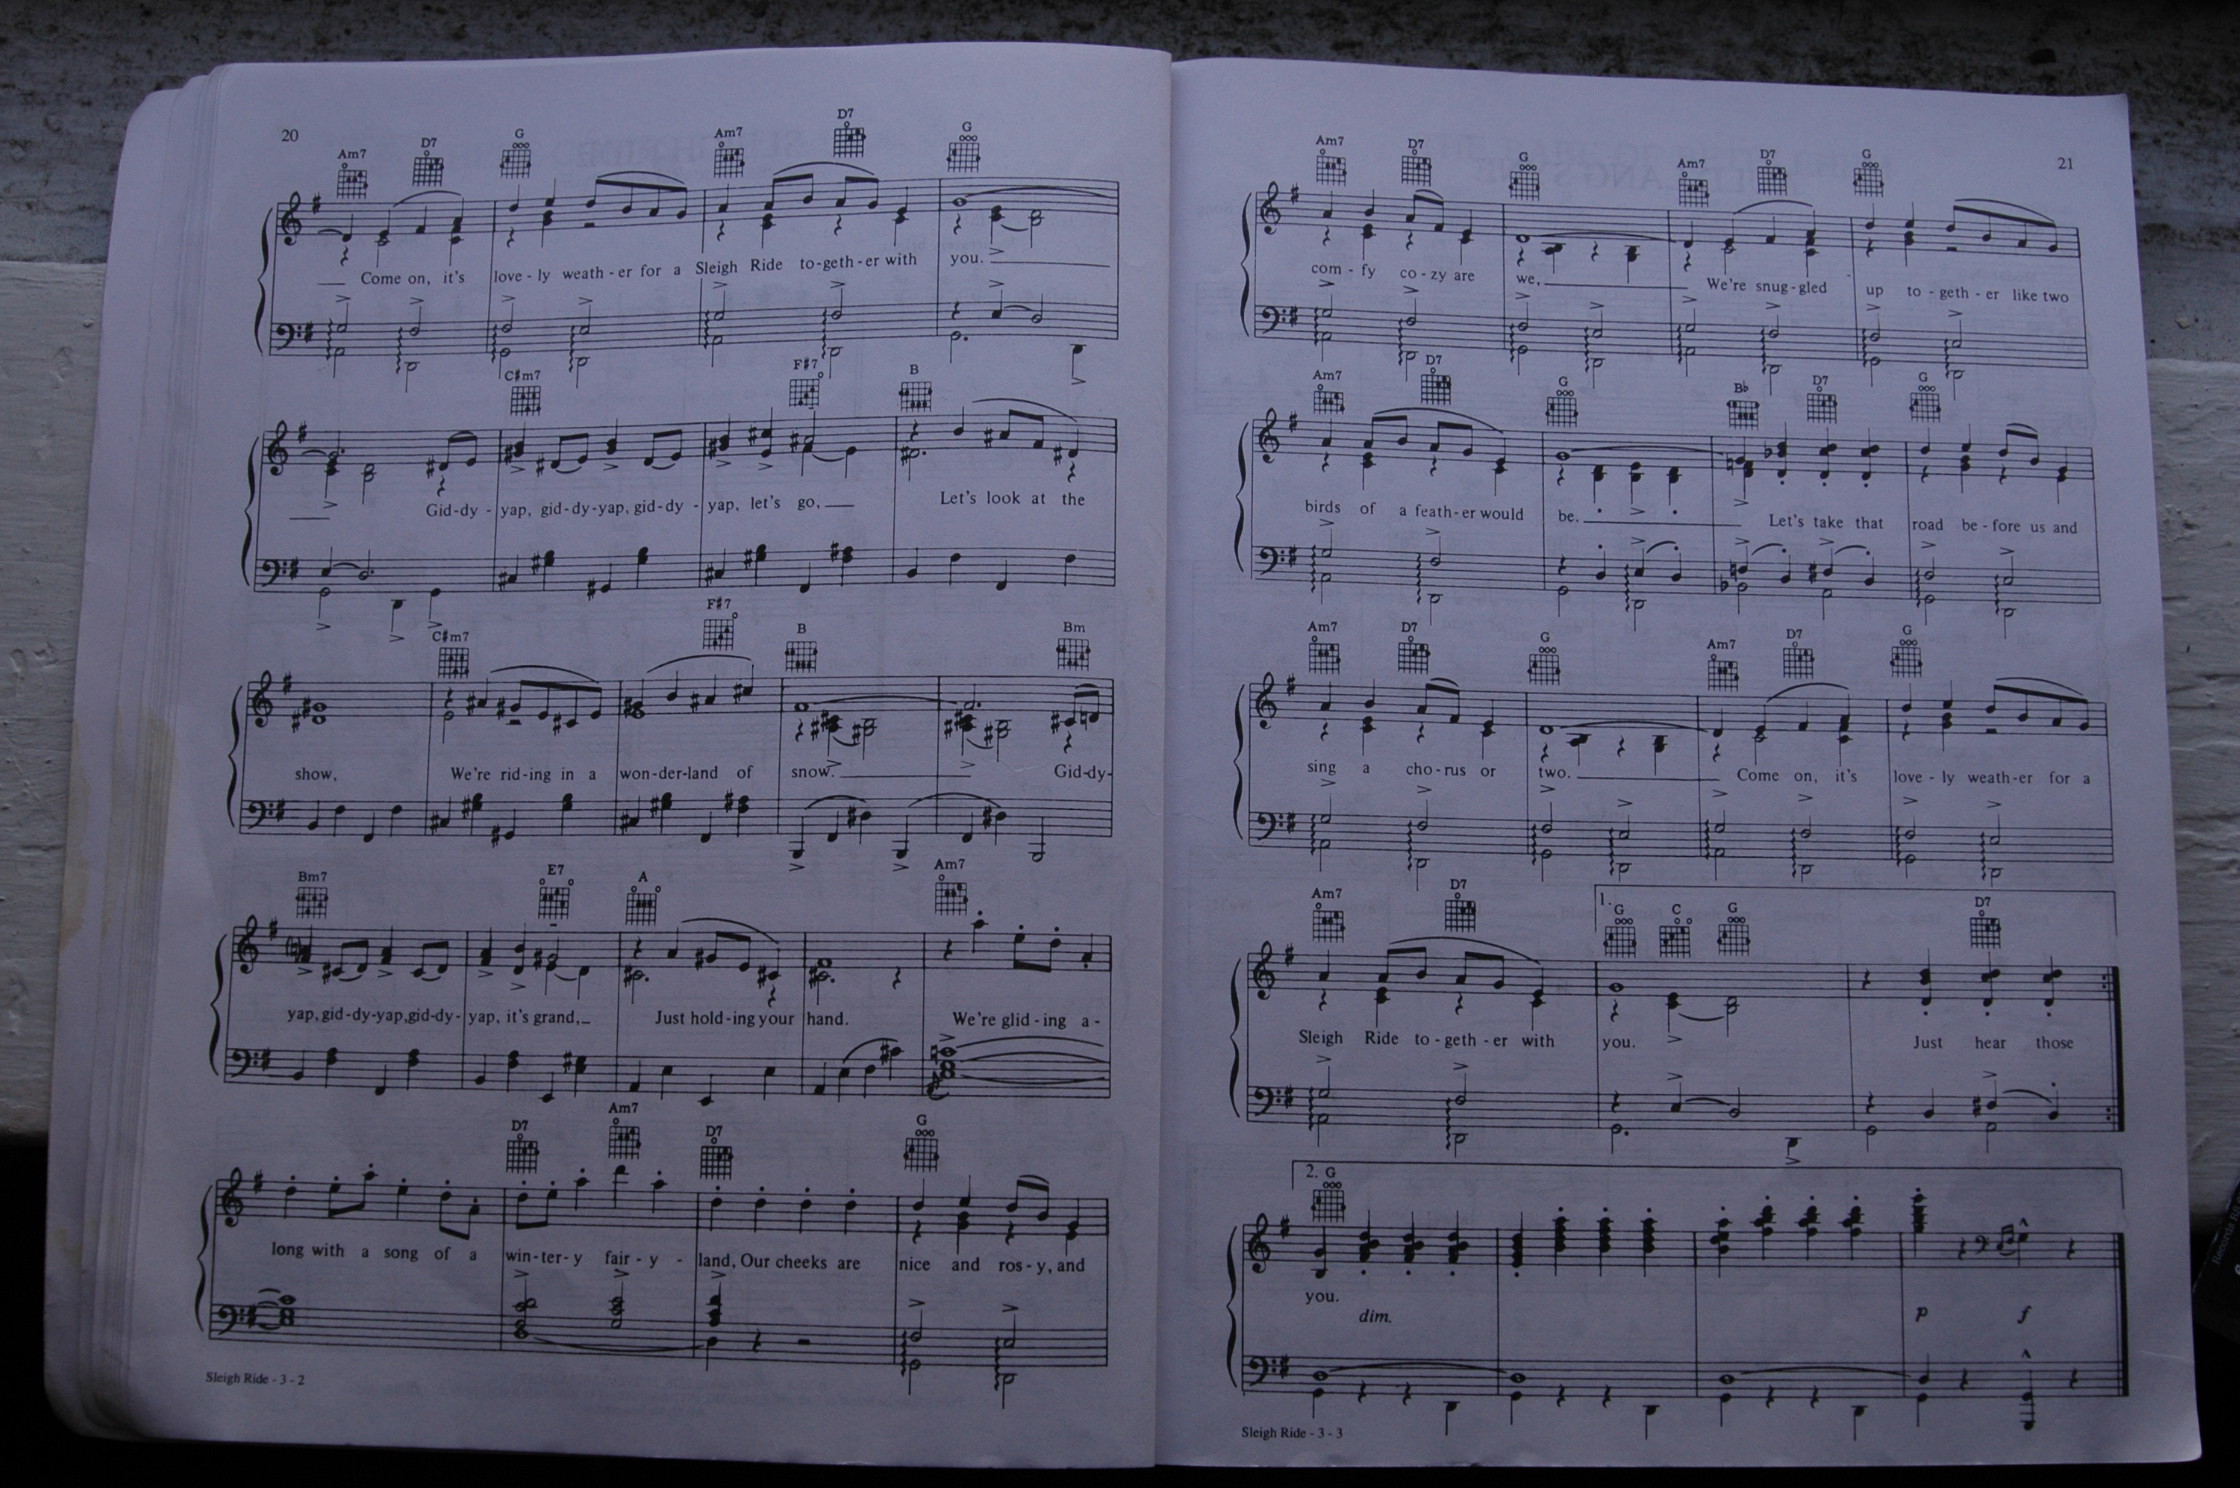 20
Am7 D7 G Am7 D7 G
Come on, it's love - ly weath - er for a Sleigh Ride to-geth-er with you.
C#m7 F#7 B
Gid-dy - yap, gid-dy-yap, gid-dy - yap, let's go, Let's look at the
C#m7 F#7 B Bm
show, We're rid-ing in a won-der-land of snow. Gid-dy-
Bm7 E7 A Am7
yap, gid-dy-yap, gid-dy- yap, it's grand, Just hold-ing your hand. We're glid-ing a-
D7 Am7 D7 G
long with a song of a win-ter-y fair-y - land, Our cheeks are nice and ros-y, and
Sleigh Ride - 3 - 2
21
Am7 D7 G Am7 D7 G
com - fy co-zy are we, We're snug-gled up to-geth-er like two
Am7 D7 G B♭ D7 G
birds of a feath-er would be. Let's take that road be-fore us and
Am7 D7 G Am7 D7 G
sing a cho-rus or two. Come on, it's love - ly weath-er for a
Am7 D7 1. G C G D7
Sleigh Ride to-geth-er with you. Just hear those
2. G
you.
dim. p f
Sleigh Ride - 3 - 3